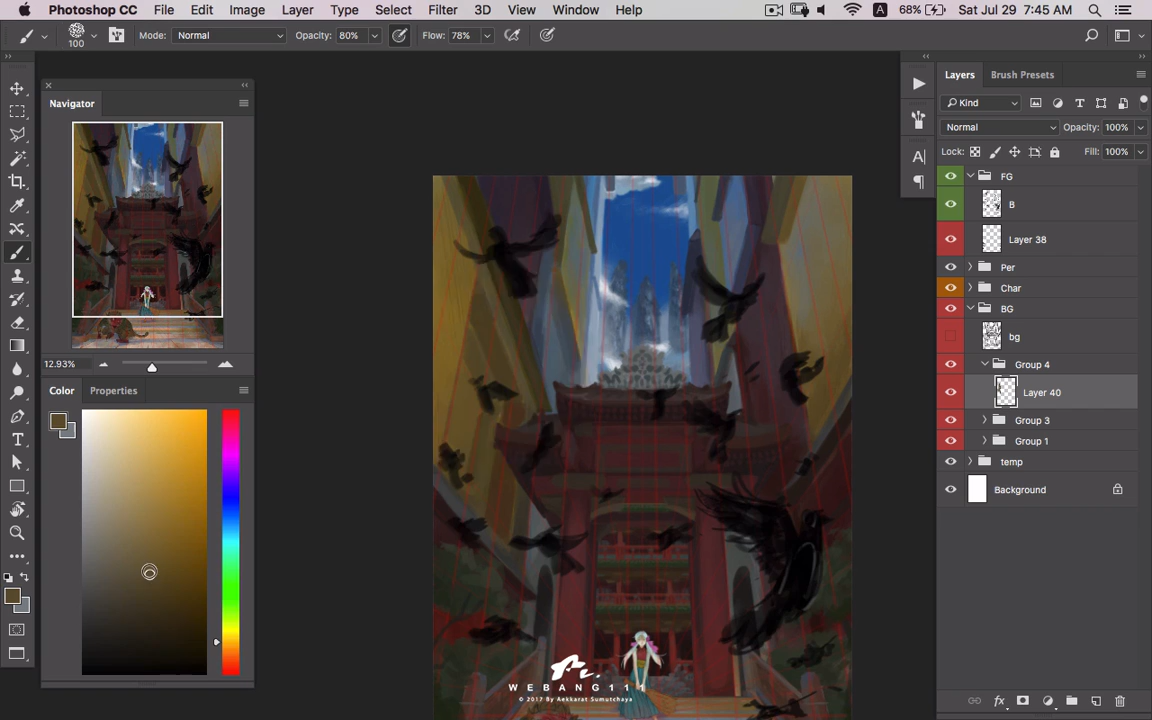 Photoshop CC File Edit Image Layer Type Select Filter 3D View Window Help A 68% Sat Jul 29 7:45 AM
100 Mode: Normal Opacity: 80% Flow: 78%
Navigator
12.93%
Color Properties
A
Layers Brush Presets
Kind
Normal Opacity: 100%
Lock: Fill: 100%
FG
B
Layer 38
Per
Char
BG
bg
Group 4
Layer 40
Group 3
Group 1
temp
Background
fx
WEBANG111
© 2017 By Aekkarat Sumutchaya